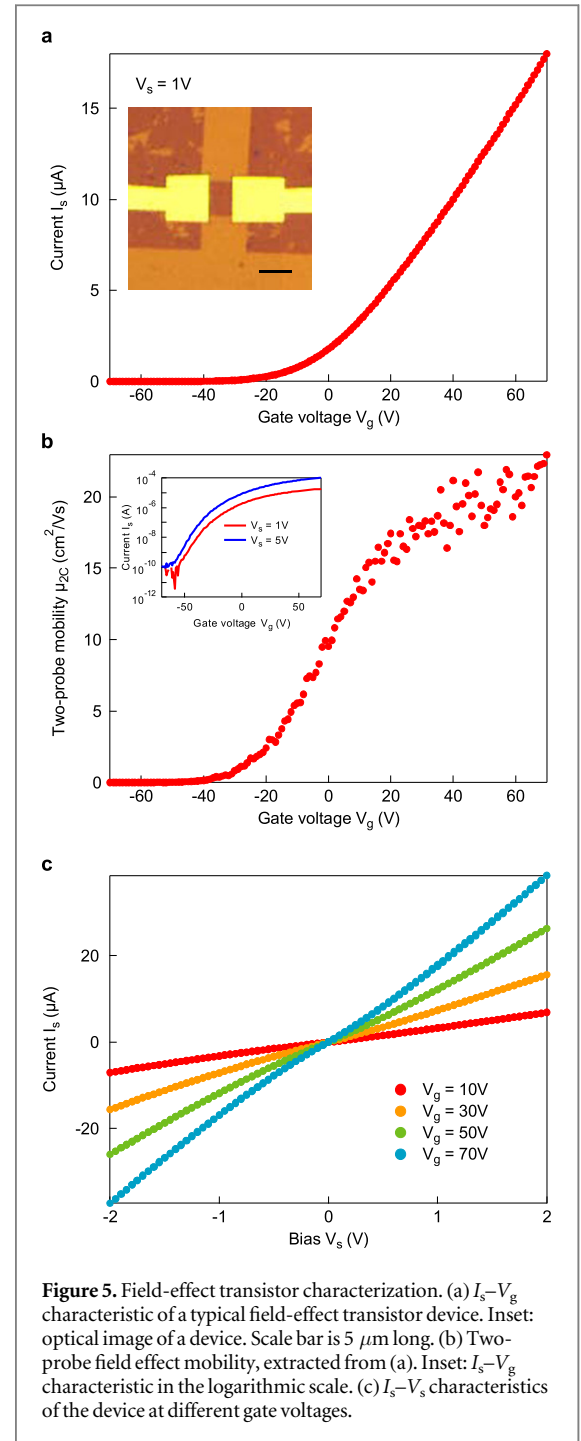 a
V_s = 1V
15
10
5
0
Current I_s (µA)
-60 -40 -20 0 20 40 60
Gate voltage V_g (V)
b
20
15
10
5
0
Two-probe mobility µ_2C (cm^2/Vs)
10^-4
10^-6
10^-8
10^-10
10^-12
Current I_s (A)
V_s = 1V
V_s = 5V
-50 0 50
Gate voltage V_g (V)
-60 -40 -20 0 20 40 60
Gate voltage V_g (V)
c
20
0
-20
Current I_s (µA)
V_g = 10V
V_g = 30V
V_g = 50V
V_g = 70V
-2 -1 0 1 2
Bias V_s (V)
Figure 5. Field-effect transistor characterization. (a) I_s–V_g
characteristic of a typical field-effect transistor device. Inset:
optical image of a device. Scale bar is 5 μm long. (b) Two-
probe field effect mobility, extracted from (a). Inset: I_s–V_g
characteristic in the logarithmic scale. (c) I_s–V_s characteristics
of the device at different gate voltages.